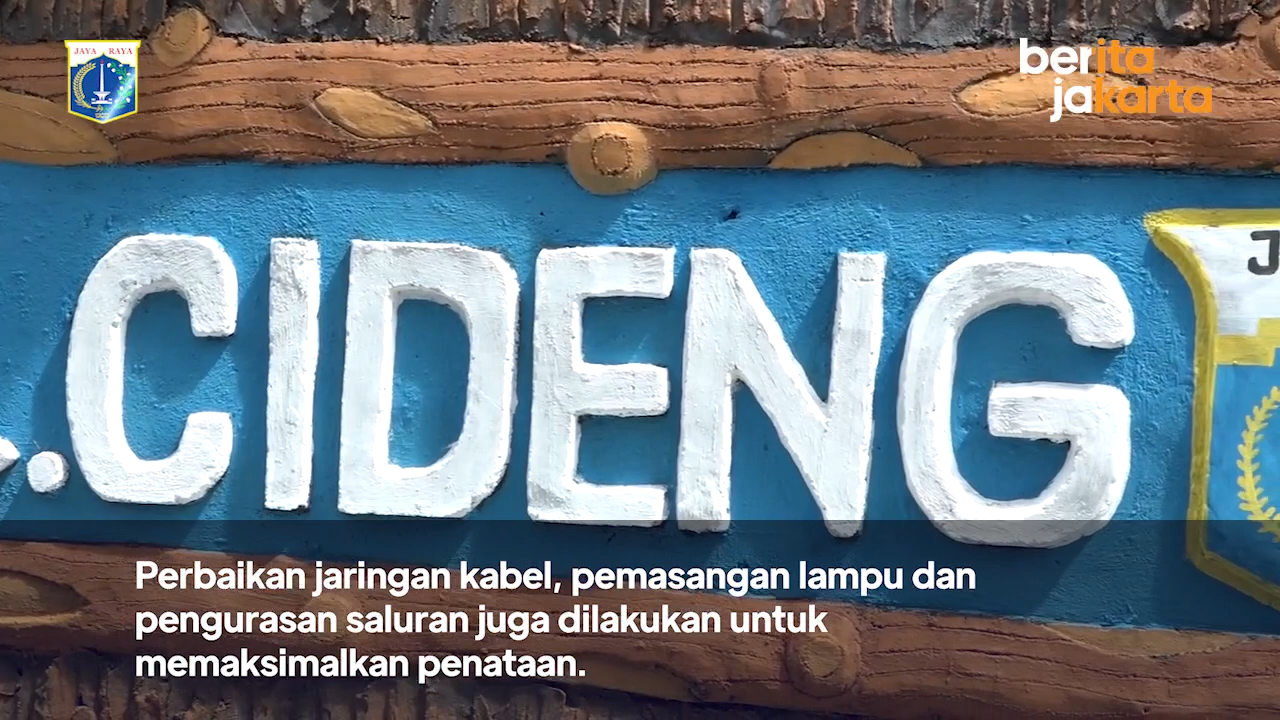 JAYA RAYA
berita
jakarta
.CIDENG
J
Perbaikan jaringan kabel, pemasangan lampu dan
pengurasan saluran juga dilakukan untuk
memaksimalkan penataan.